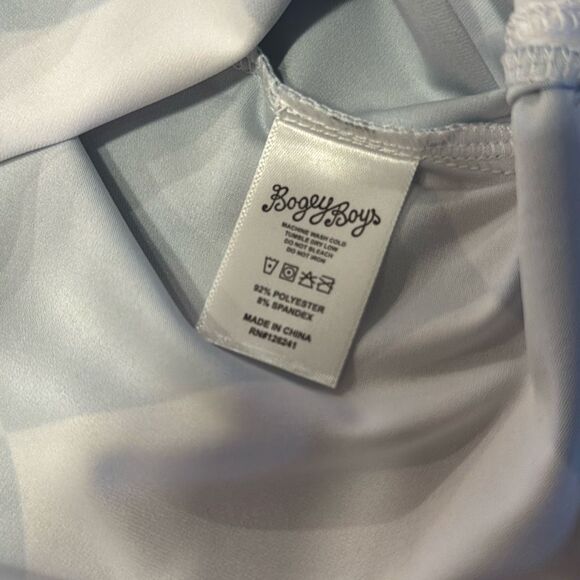 Bogey Boys
MACHINE WASH COLD
TUMBLE DRY LOW
DO NOT BLEACH
DO NOT IRON
92% POLYESTER
8% SPANDEX
MADE IN CHINA
RN#126241